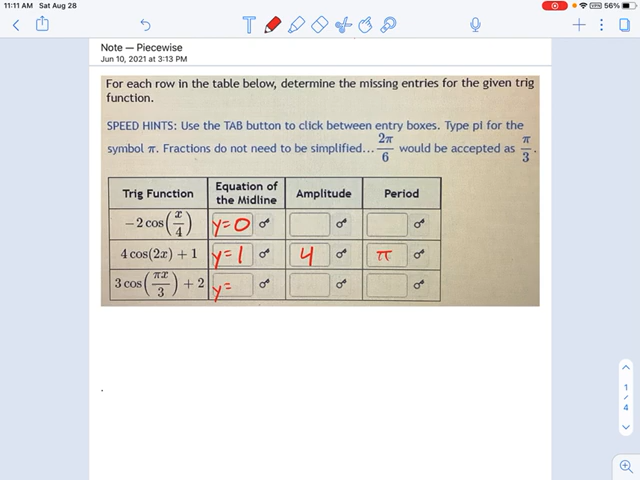 11:11 AM Sat Aug 28
VPN 56%
T
Note — Piecewise
Jun 10, 2021 at 3:13 PM
For each row in the table below, determine the missing entries for the given trig
function.
SPEED HINTS: Use the TAB button to click between entry boxes. Type pi for the
symbol π. Fractions do not need to be simplified... 2π/6 would be accepted as π/3.
Trig Function Equation of the Midline Amplitude Period
−2 cos(x/4) y=0
4 cos(2x) + 1 y=1 4 π
3 cos(πx/3) + 2 y=
1
/
4